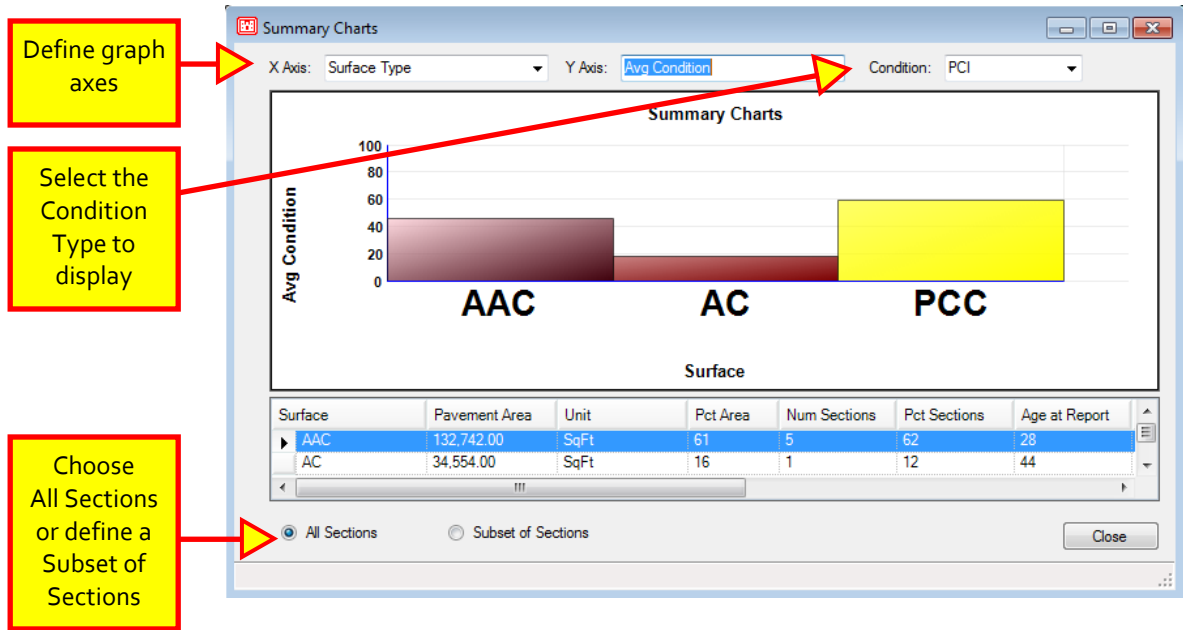 Summary Charts
Define graph
axes
X Axis: Surface Type Y Axis: Avg Condition Condition: PCI
Summary Charts
Select the
Condition
Type to
display
Avg Condition
100
80
60
40
20
0
AAC AC PCC
Surface
Surface Pavement Area Unit Pct Area Num Sections Pct Sections Age at Report
AAC 132,742.00 SqFt 61 5 62 28
AC 34,554.00 SqFt 16 1 12 44
Choose
All Sections
or define a
Subset of
Sections
All Sections Subset of Sections Close